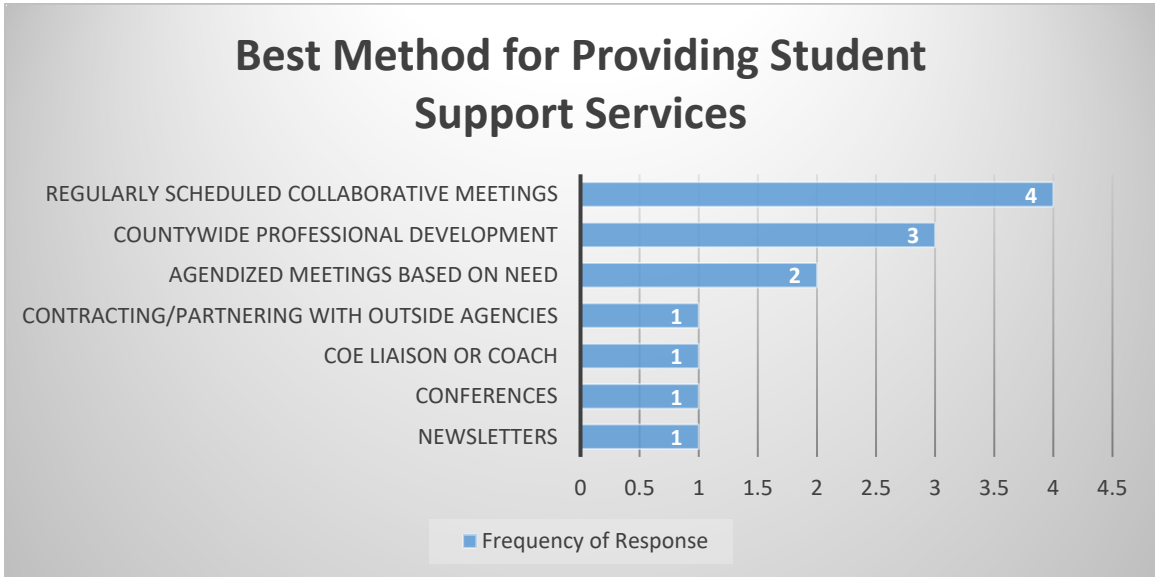 Best Method for Providing Student
Support Services
REGULARLY SCHEDULED COLLABORATIVE MEETINGS 4
COUNTYWIDE PROFESSIONAL DEVELOPMENT 3
AGENDIZED MEETINGS BASED ON NEED 2
CONTRACTING/PARTNERING WITH OUTSIDE AGENCIES 1
COE LIAISON OR COACH 1
CONFERENCES 1
NEWSLETTERS 1
0 0.5 1 1.5 2 2.5 3 3.5 4 4.5
Frequency of Response